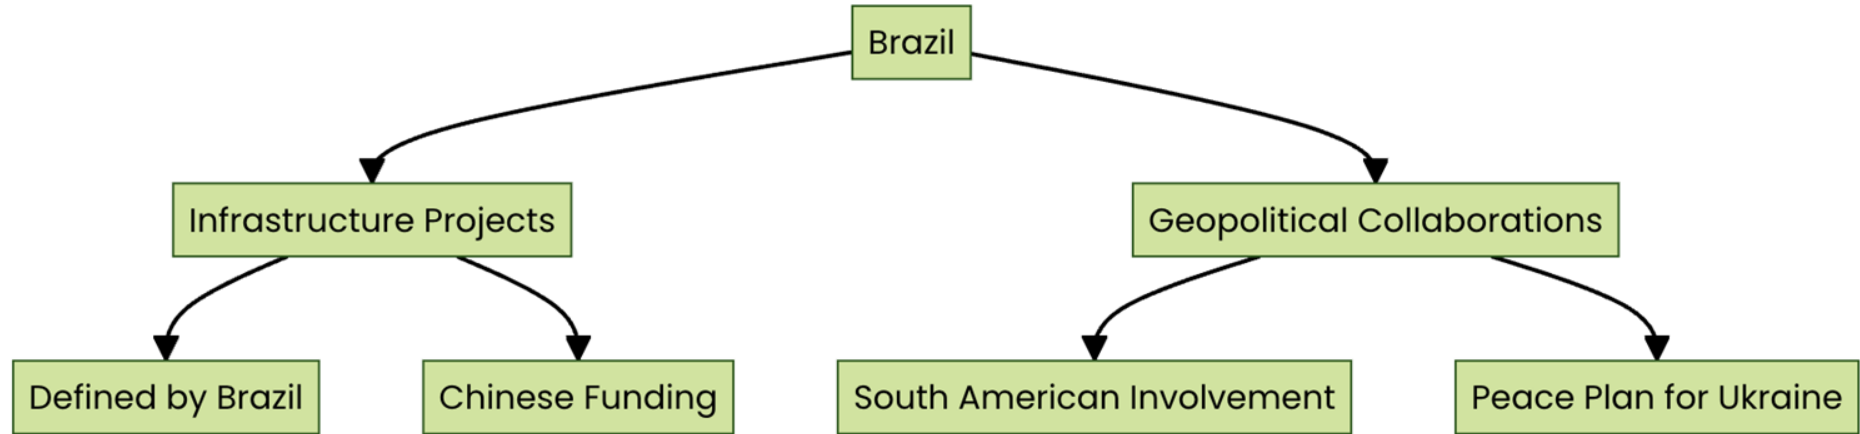 Brazil
Infrastructure Projects
Geopolitical Collaborations
Defined by Brazil
Chinese Funding
South American Involvement
Peace Plan for Ukraine